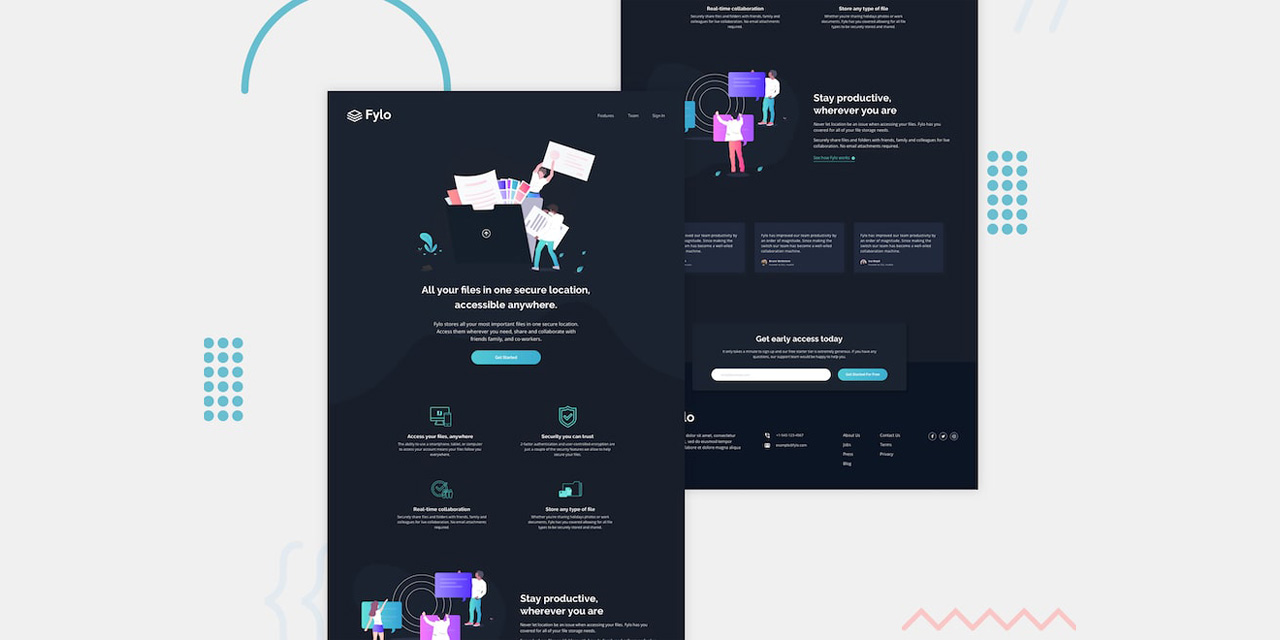 Fylo
Features
Team
Sign In
All your files in one secure location,
accessible anywhere.
Fylo stores all your most important files in one secure location.
Access them wherever you need, share and collaborate with
friends family, and co-workers.
Get Started
Access your files, anywhere
The ability to use a smartphone, tablet, or computer
to access your account means your files follow you
everywhere.
Security you can trust
2-factor authentication and user-controlled encryption are
just a couple of the security features we allow to help
secure your files.
Real-time collaboration
Securely share files and folders with friends, family and
colleagues for live collaboration. No email attachments
required.
Store any type of file
Whether you're sharing holidays photos or work
documents, Fylo has you covered allowing for all file
types to be securely stored and shared.
Stay productive,
wherever you are
Never let location be an issue when accessing your files. Fylo has you
covered for all of your file storage needs.
Real-time collaboration
Securely share files and folders with friends, family and
colleagues for live collaboration. No email attachments
required.
Store any type of file
Whether you're sharing holidays photos or work
documents, Fylo has you covered allowing for all file
types to be securely stored and shared.
Stay productive,
wherever you are
Never let location be an issue when accessing your files. Fylo has you
covered for all of your file storage needs.
Securely share files and folders with friends, family and colleagues for live
collaboration. No email attachments required.
See how Fylo works
improved our team productivity by
magnitude. Since making the
team has become a well-oiled
machine.
Fylo has improved our team productivity by
an order of magnitude. Since making the
switch our team has become a well-oiled
collaboration machine.
Fylo has improved our team productivity by
an order of magnitude. Since making the
switch our team has become a well-oiled
collaboration machine.
Get early access today
It only takes a minute to sign up and our free starter tier is extremely generous. If you have any
questions, our support team would be happy to help you.
Get Started For Free
lo
dolor sit amet, consectetur
, sed do eiusmod tempor
labore et dolore magna aliqua
+1-543-123-4567
example@fylo.com
About Us
Jobs
Press
Blog
Contact Us
Terms
Privacy